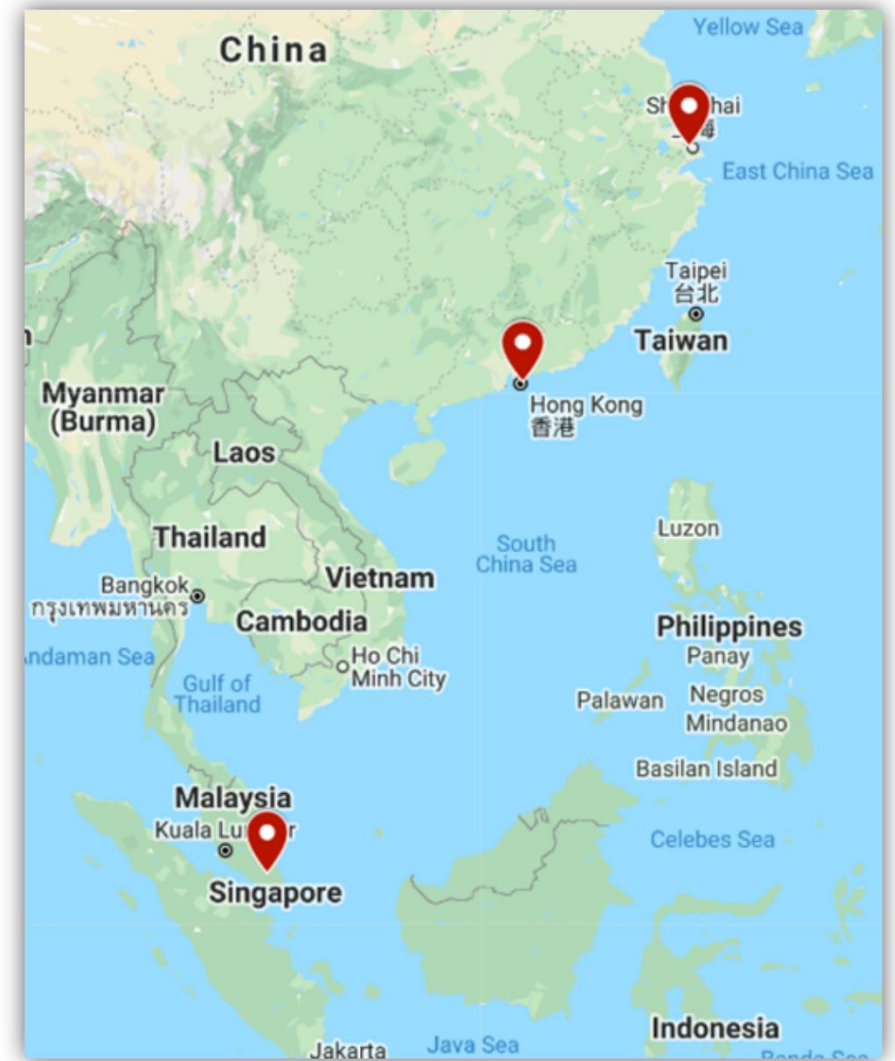 Yellow Sea
China
East China Sea
Taipei
台北
Taiwan
Hong Kong
香港
Myanmar
(Burma)
Laos
Thailand
South
China Sea
Luzon
Bangkok
กรุงเทพมหานคร
Vietnam
Cambodia
Philippines
Andaman Sea
Ho Chi
Minh City
Panay
Gulf of
Thailand
Palawan
Negros
Mindanao
Basilan Island
Malaysia
Kuala
Celebes Sea
Singapore
Indonesia
Jakarta
Java Sea